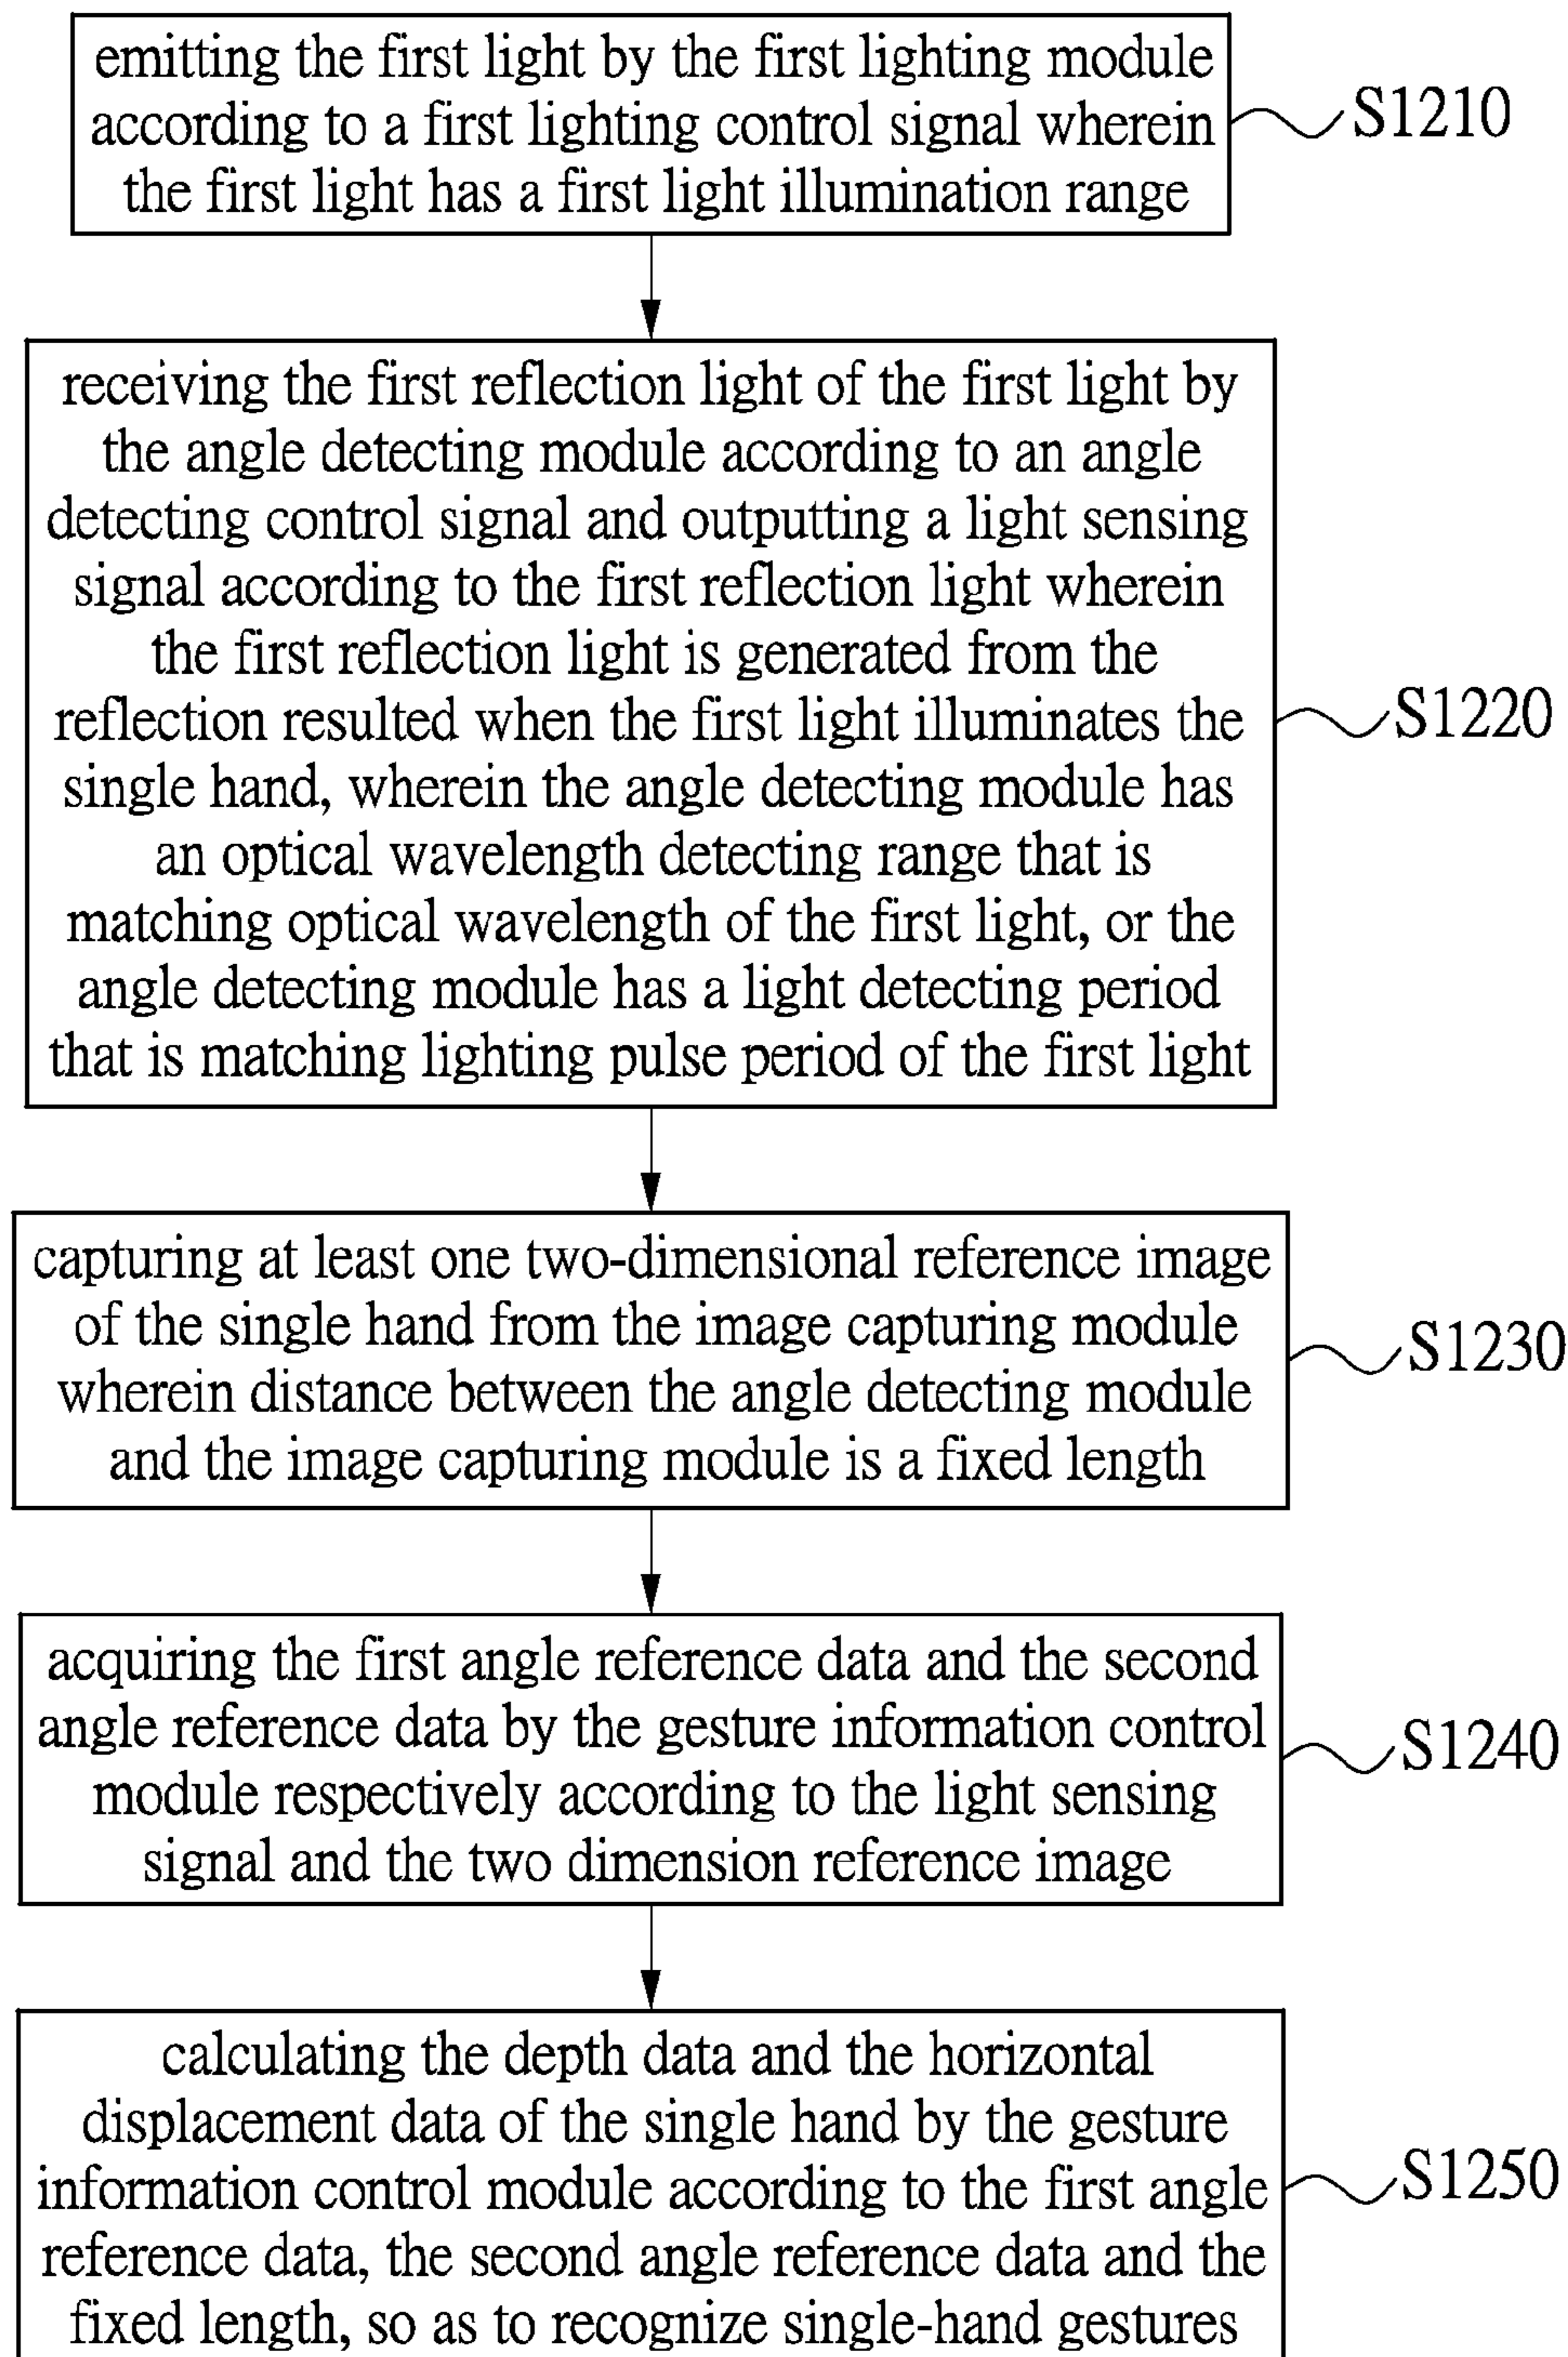 emitting the first light by the first lighting module
according to a first lighting control signal wherein
the first light has a first light illumination range
S1210
receiving the first reflection light of the first light by
the angle detecting module according to an angle
detecting control signal and outputting a light sensing
signal according to the first reflection light wherein
the first reflection light is generated from the
reflection resulted when the first light illuminates the
single hand, wherein the angle detecting module has
an optical wavelength detecting range that is
matching optical wavelength of the first light, or the
angle detecting module has a light detecting period
that is matching lighting pulse period of the first light
S1220
capturing at least one two-dimensional reference image
of the single hand from the image capturing module
wherein distance between the angle detecting module
and the image capturing module is a fixed length
S1230
acquiring the first angle reference data and the second
angle reference data by the gesture information control
module respectively according to the light sensing
signal and the two dimension reference image
S1240
calculating the depth data and the horizontal
displacement data of the single hand by the gesture
information control module according to the first angle
reference data, the second angle reference data and the
fixed length, so as to recognize single-hand gestures
S1250